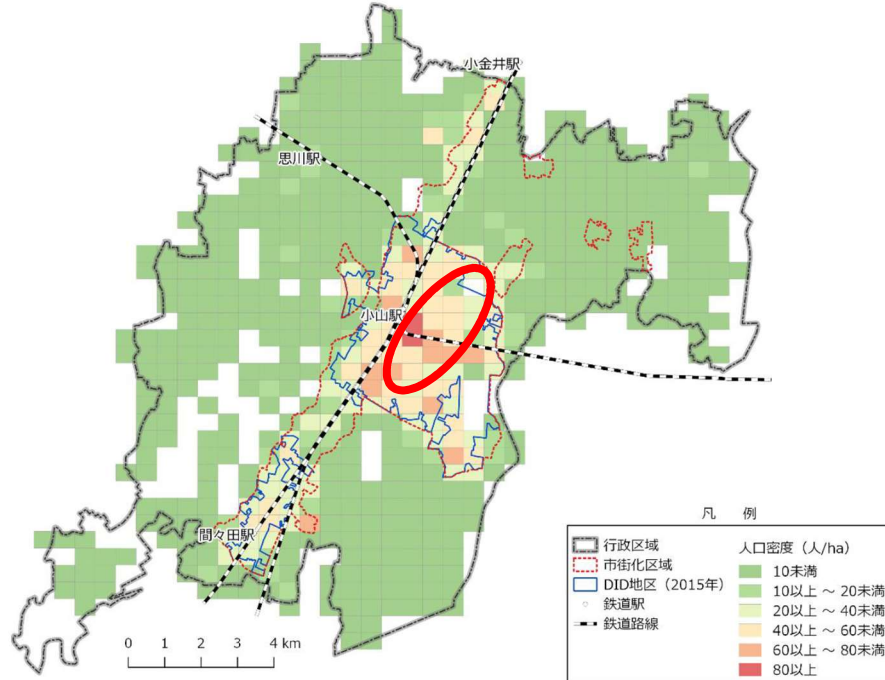 小金井駅
思川駅
小山駅
間々田駅
0 1 2 3 4 km
凡 例
行政区域
市街化区域
DID地区（2015年）
鉄道駅
鉄道路線
人口密度（人/ha）
10未満
10以上 ～ 20未満
20以上 ～ 40未満
40以上 ～ 60未満
60以上 ～ 80未満
80以上